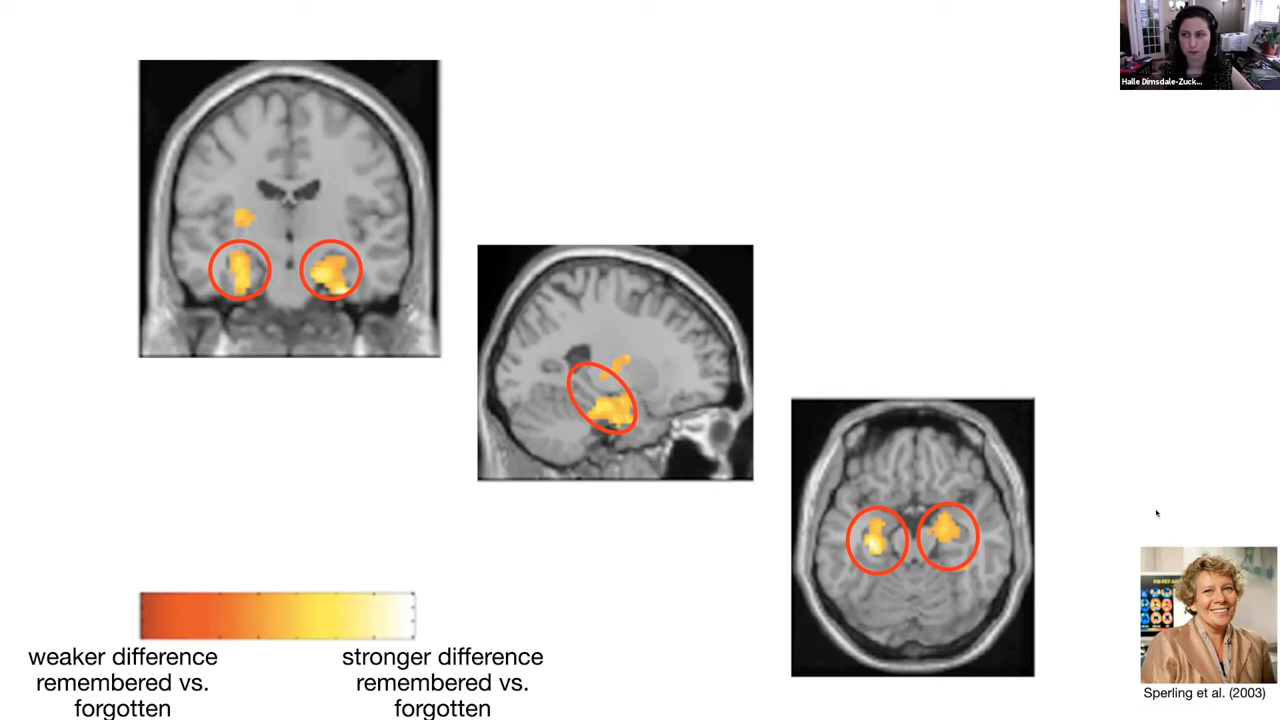 Halle Dimsdale-Zuck...
weaker difference
remembered vs.
forgotten
stronger difference
remembered vs.
forgotten
Sperling et al. (2003)